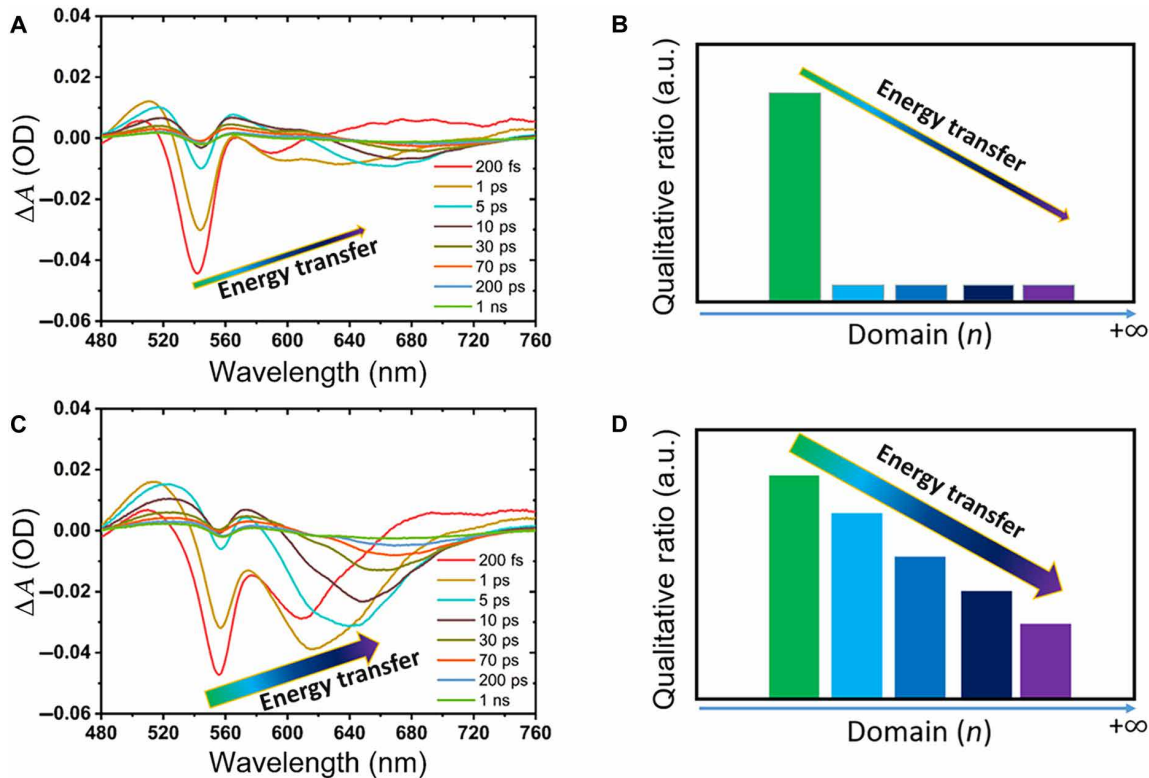 A
0.04
0.02
0.00
−0.02
−0.04
−0.06
ΔA (OD)
480 520 560 600 640 680 720 760
Wavelength (nm)
Energy transfer
200 fs
1 ps
5 ps
10 ps
30 ps
70 ps
200 ps
1 ns
B
Qualitative ratio (a.u.)
Energy transfer
Domain (n)
+∞
C
0.04
0.02
0.00
−0.02
−0.04
−0.06
ΔA (OD)
480 520 560 600 640 680 720 760
Wavelength (nm)
Energy transfer
200 fs
1 ps
5 ps
10 ps
30 ps
70 ps
200 ps
1 ns
D
Qualitative ratio (a.u.)
Energy transfer
Domain (n)
+∞